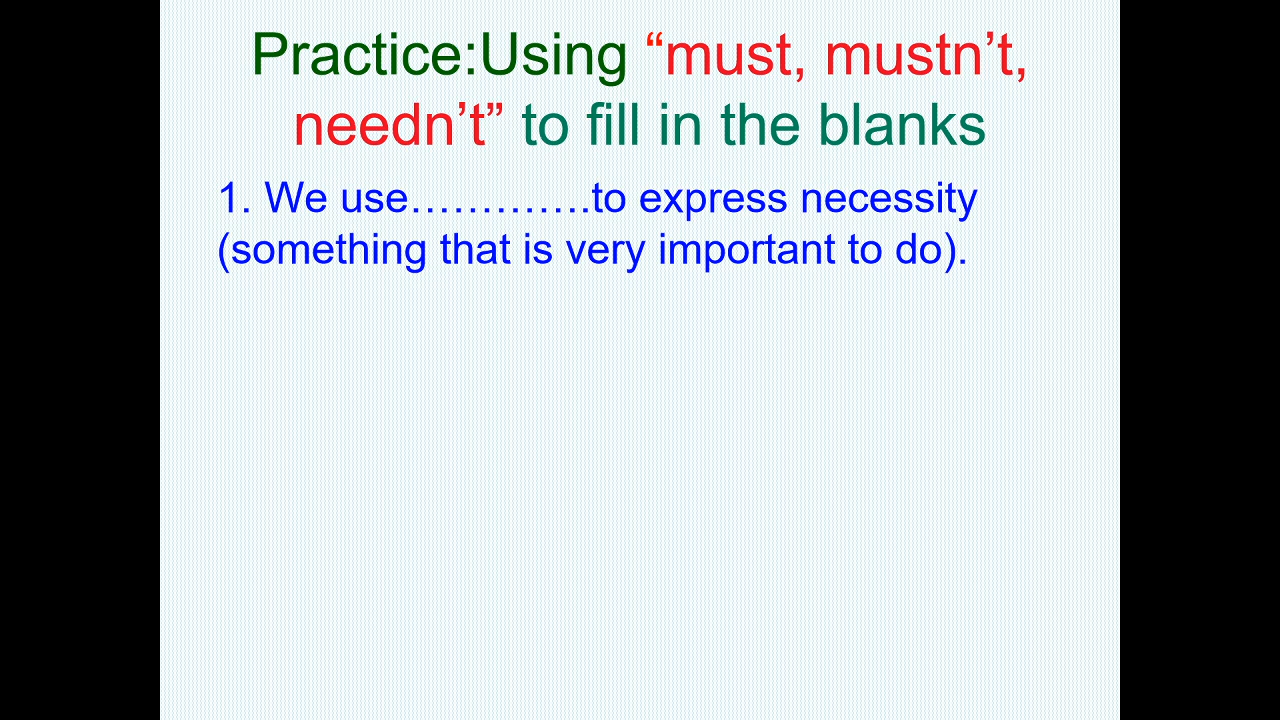 Practice:Using “must, mustn’t,
needn’t” to fill in the blanks
1. We use………….to express necessity
(something that is very important to do).